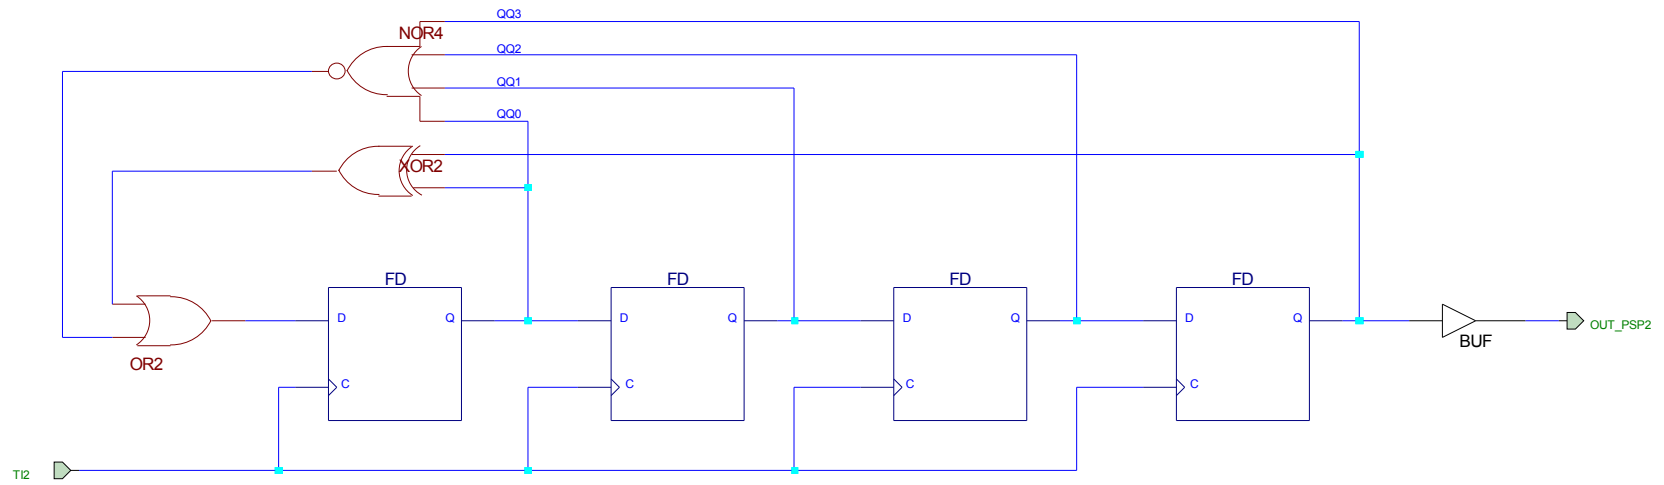 QQ3
NOR4
QQ2
QQ1
QQ0
XOR2
FD FD FD FD
D Q D Q D Q D Q
OUT_PSP2
BUF
OR2
C C C C
TI2